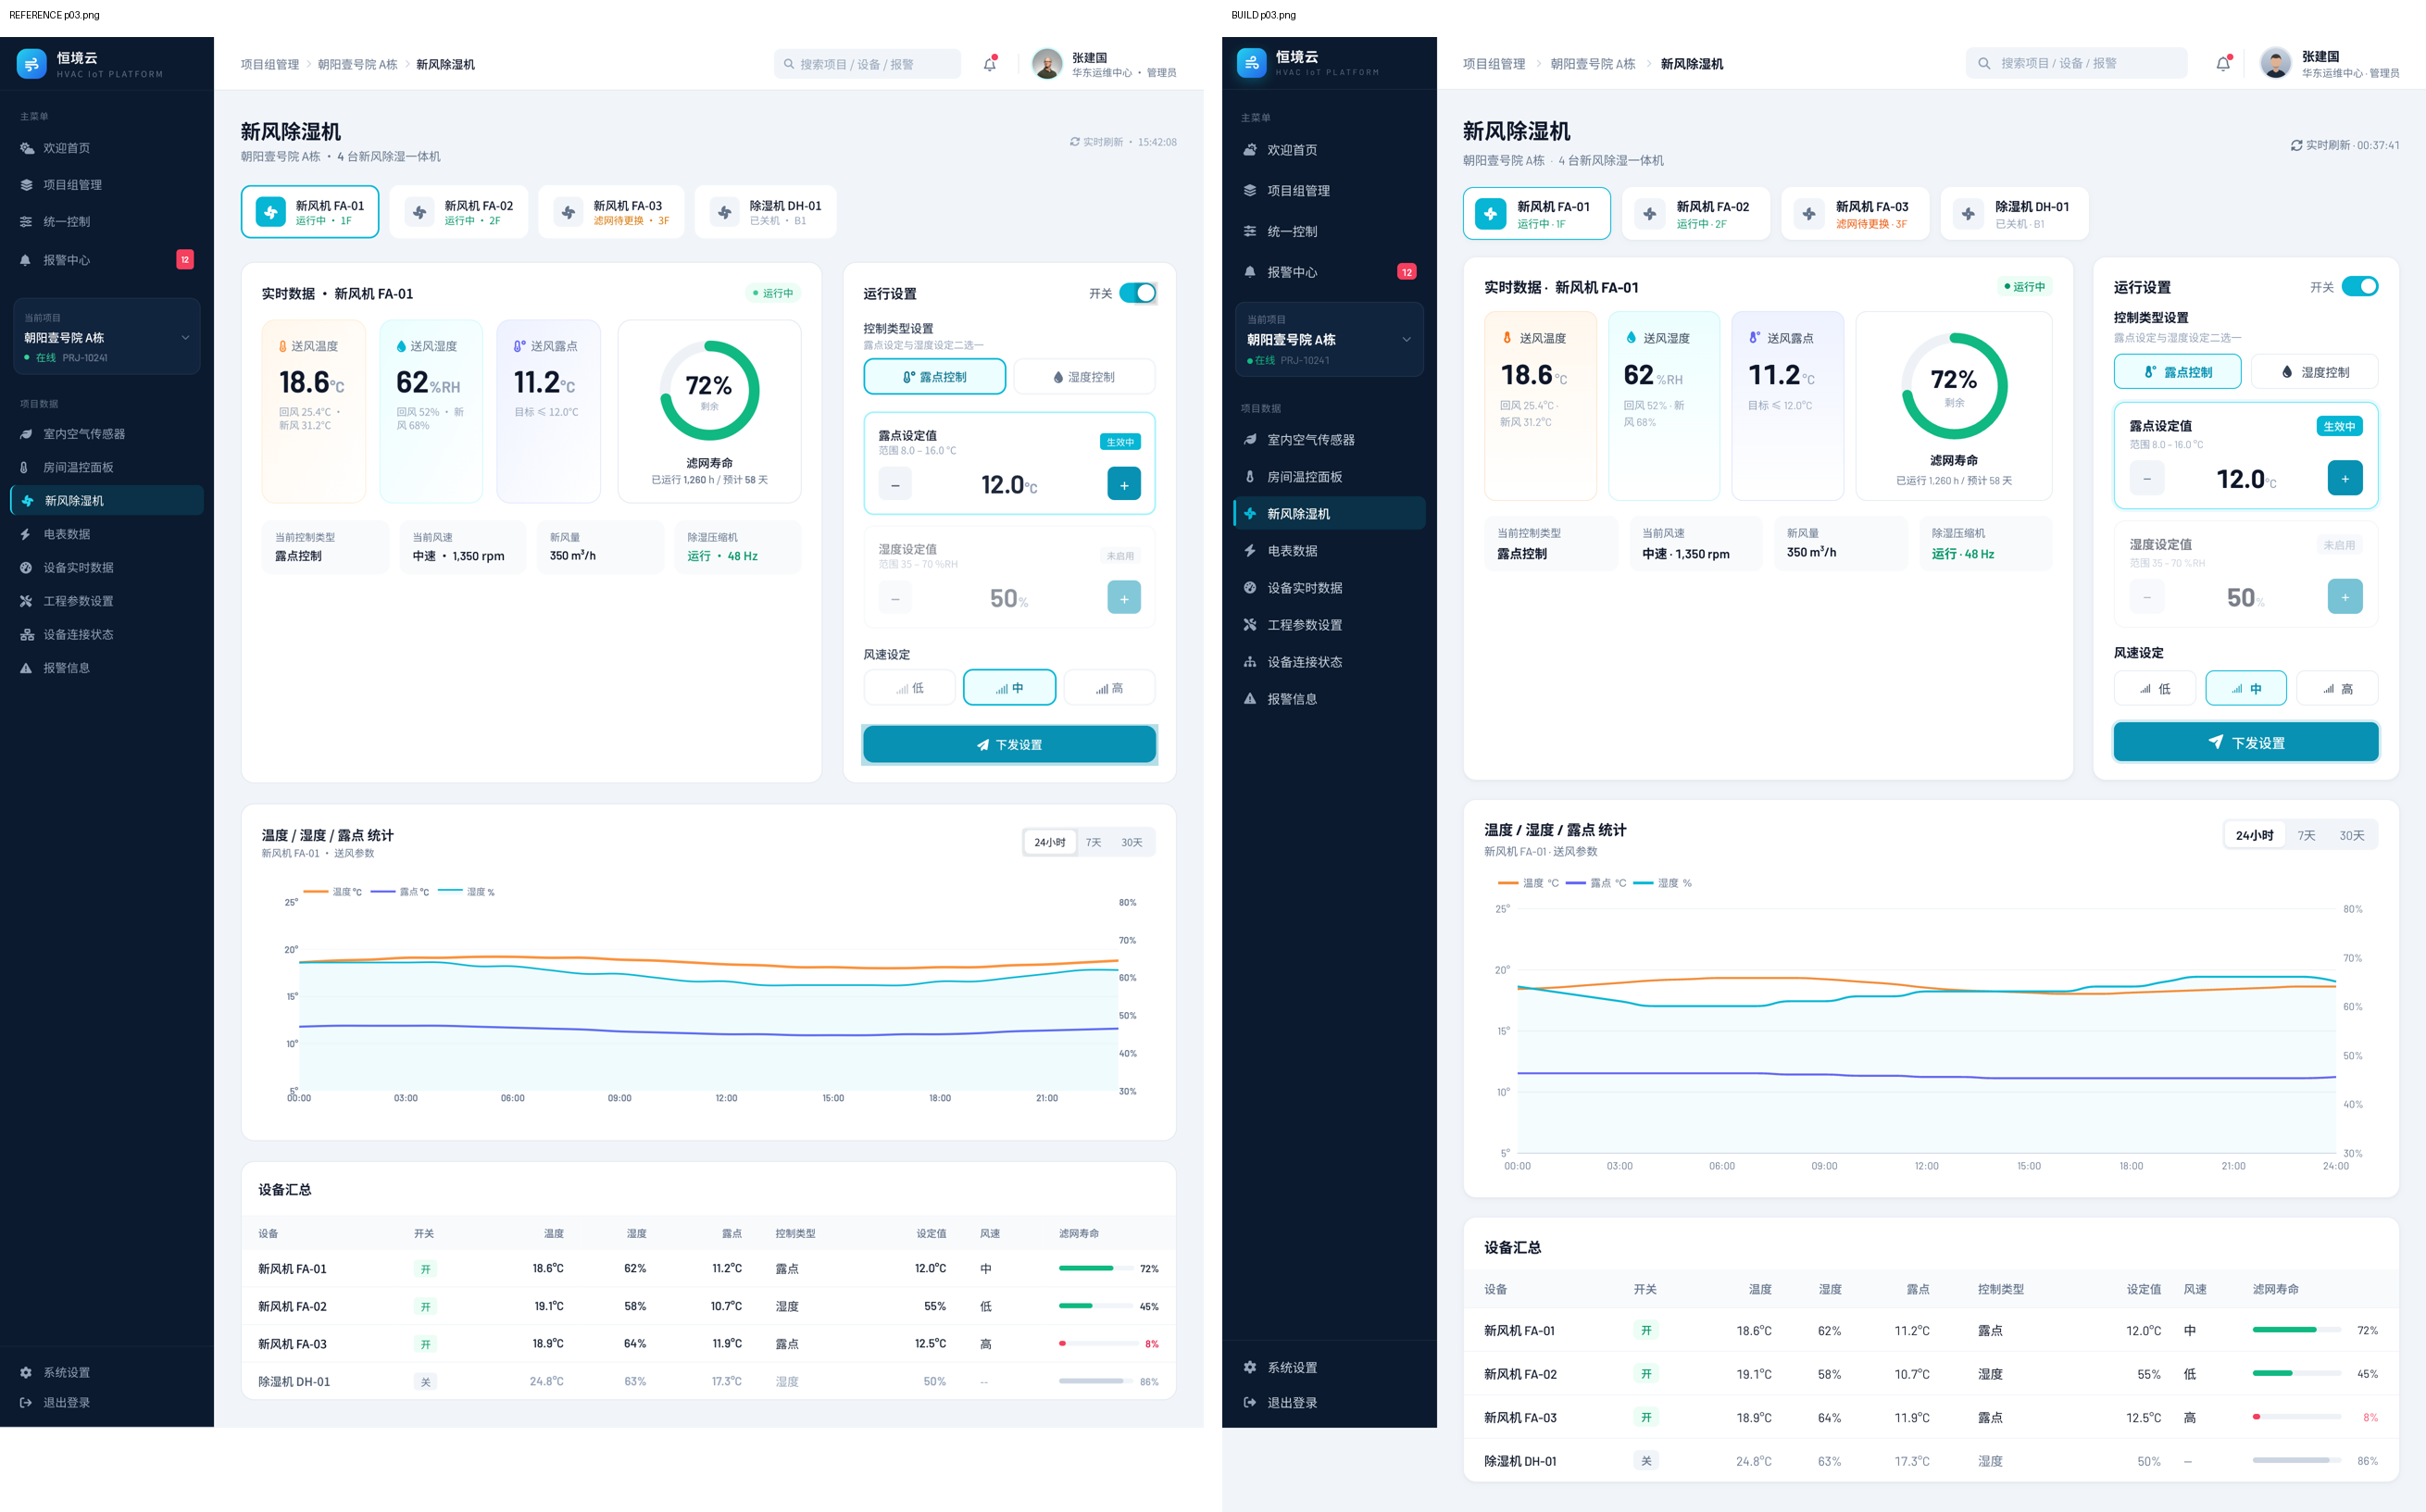 REFERENCE p03.png
恒境云
HVAC IoT PLATFORM
主菜单
欢迎首页
项目组管理
统一控制
报警中心
12
当前项目
朝阳壹号院 A栋
在线 PRJ-10241
项目数据
室内空气传感器
房间温控面板
新风除湿机
电表数据
设备实时数据
工程参数设置
设备连接状态
报警信息
系统设置
退出登录
项目组管理 > 朝阳壹号院 A栋 > 新风除湿机
搜索项目 / 设备 / 报警
张建国
华东运维中心 • 管理员
新风除湿机
朝阳壹号院 A栋 • 4 台新风除湿一体机
实时刷新 • 15:42:08
新风机 FA-01
运行中 • 1F
新风机 FA-02
运行中 • 2F
新风机 FA-03
滤网待更换 • 3F
除湿机 DH-01
已关机 • B1
实时数据 • 新风机 FA-01
运行中
送风温度
18.6°C
回风 25.4°C •
新风 31.2°C
送风湿度
62%RH
回风 52% • 新
风 68%
送风露点
11.2°C
目标 ≤ 12.0°C
72%
剩余
滤网寿命
已运行 1,260 h / 预计 58 天
当前控制类型
露点控制
当前风速
中速 • 1,350 rpm
新风量
350 m³/h
除湿压缩机
运行 • 48 Hz
运行设置
开关
控制类型设置
露点设定与湿度设定二选一
露点控制
湿度控制
露点设定值
范围 8.0 – 16.0 °C
生效中
−
12.0°C
+
湿度设定值
范围 35 – 70 %RH
未启用
−
50%
+
风速设定
低
中
高
下发设置
温度 / 湿度 / 露点 统计
新风机 FA-01 • 送风参数
24小时 7天 30天
温度 °C 露点 °C 湿度 %
25°
20°
15°
10°
5°
80%
70%
60%
50%
40%
30%
00:00 03:00 06:00 09:00 12:00 15:00 18:00 21:00
设备汇总
设备 开关 温度 湿度 露点 控制类型 设定值 风速 滤网寿命
新风机 FA-01 开 18.6°C 62% 11.2°C 露点 12.0°C 中 72%
新风机 FA-02 开 19.1°C 58% 10.7°C 湿度 55% 低 45%
新风机 FA-03 开 18.9°C 64% 11.9°C 露点 12.5°C 高 8%
除湿机 DH-01 关 24.8°C 63% 17.3°C 湿度 50% -- 86%
BUILD p03.png
恒境云
HVAC IoT PLATFORM
主菜单
欢迎首页
项目组管理
统一控制
报警中心
12
当前项目
朝阳壹号院 A栋
在线 PRJ-10241
项目数据
室内空气传感器
房间温控面板
新风除湿机
电表数据
设备实时数据
工程参数设置
设备连接状态
报警信息
系统设置
退出登录
项目组管理 > 朝阳壹号院 A栋 > 新风除湿机
搜索项目 / 设备 / 报警
张建国
华东运维中心 · 管理员
新风除湿机
朝阳壹号院 A栋 · 4 台新风除湿一体机
实时刷新 · 00:37:41
新风机 FA-01
运行中 · 1F
新风机 FA-02
运行中 · 2F
新风机 FA-03
滤网待更换 · 3F
除湿机 DH-01
已关机 · B1
实时数据 · 新风机 FA-01
运行中
送风温度
18.6°C
回风 25.4°C ·
新风 31.2°C
送风湿度
62%RH
回风 52% · 新
风 68%
送风露点
11.2°C
目标 ≤ 12.0°C
72%
剩余
滤网寿命
已运行 1,260 h / 预计 58 天
当前控制类型
露点控制
当前风速
中速 · 1,350 rpm
新风量
350 m³/h
除湿压缩机
运行 · 48 Hz
运行设置
开关
控制类型设置
露点设定与湿度设定二选一
露点控制
湿度控制
露点设定值
范围 8.0 – 16.0 °C
生效中
−
12.0°C
+
湿度设定值
范围 35 – 70 %RH
未启用
−
50%
+
风速设定
低
中
高
下发设置
温度 / 湿度 / 露点 统计
新风机 FA-01 · 送风参数
24小时 7天 30天
温度 °C 露点 °C 湿度 %
25°
20°
15°
10°
5°
80%
70%
60%
50%
40%
30%
00:00 03:00 06:00 09:00 12:00 15:00 18:00 21:00 24:00
设备汇总
设备 开关 温度 湿度 露点 控制类型 设定值 风速 滤网寿命
新风机 FA-01 开 18.6°C 62% 11.2°C 露点 12.0°C 中 72%
新风机 FA-02 开 19.1°C 58% 10.7°C 湿度 55% 低 45%
新风机 FA-03 开 18.9°C 64% 11.9°C 露点 12.5°C 高 8%
除湿机 DH-01 关 24.8°C 63% 17.3°C 湿度 50% — 86%